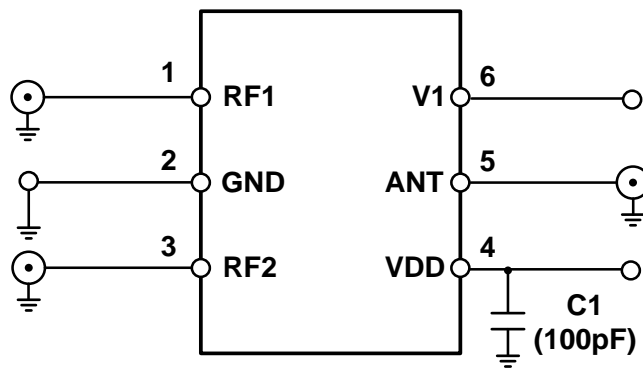 1 RF1 V1 6
2 GND ANT 5
3 RF2 VDD 4
C1
(100pF)